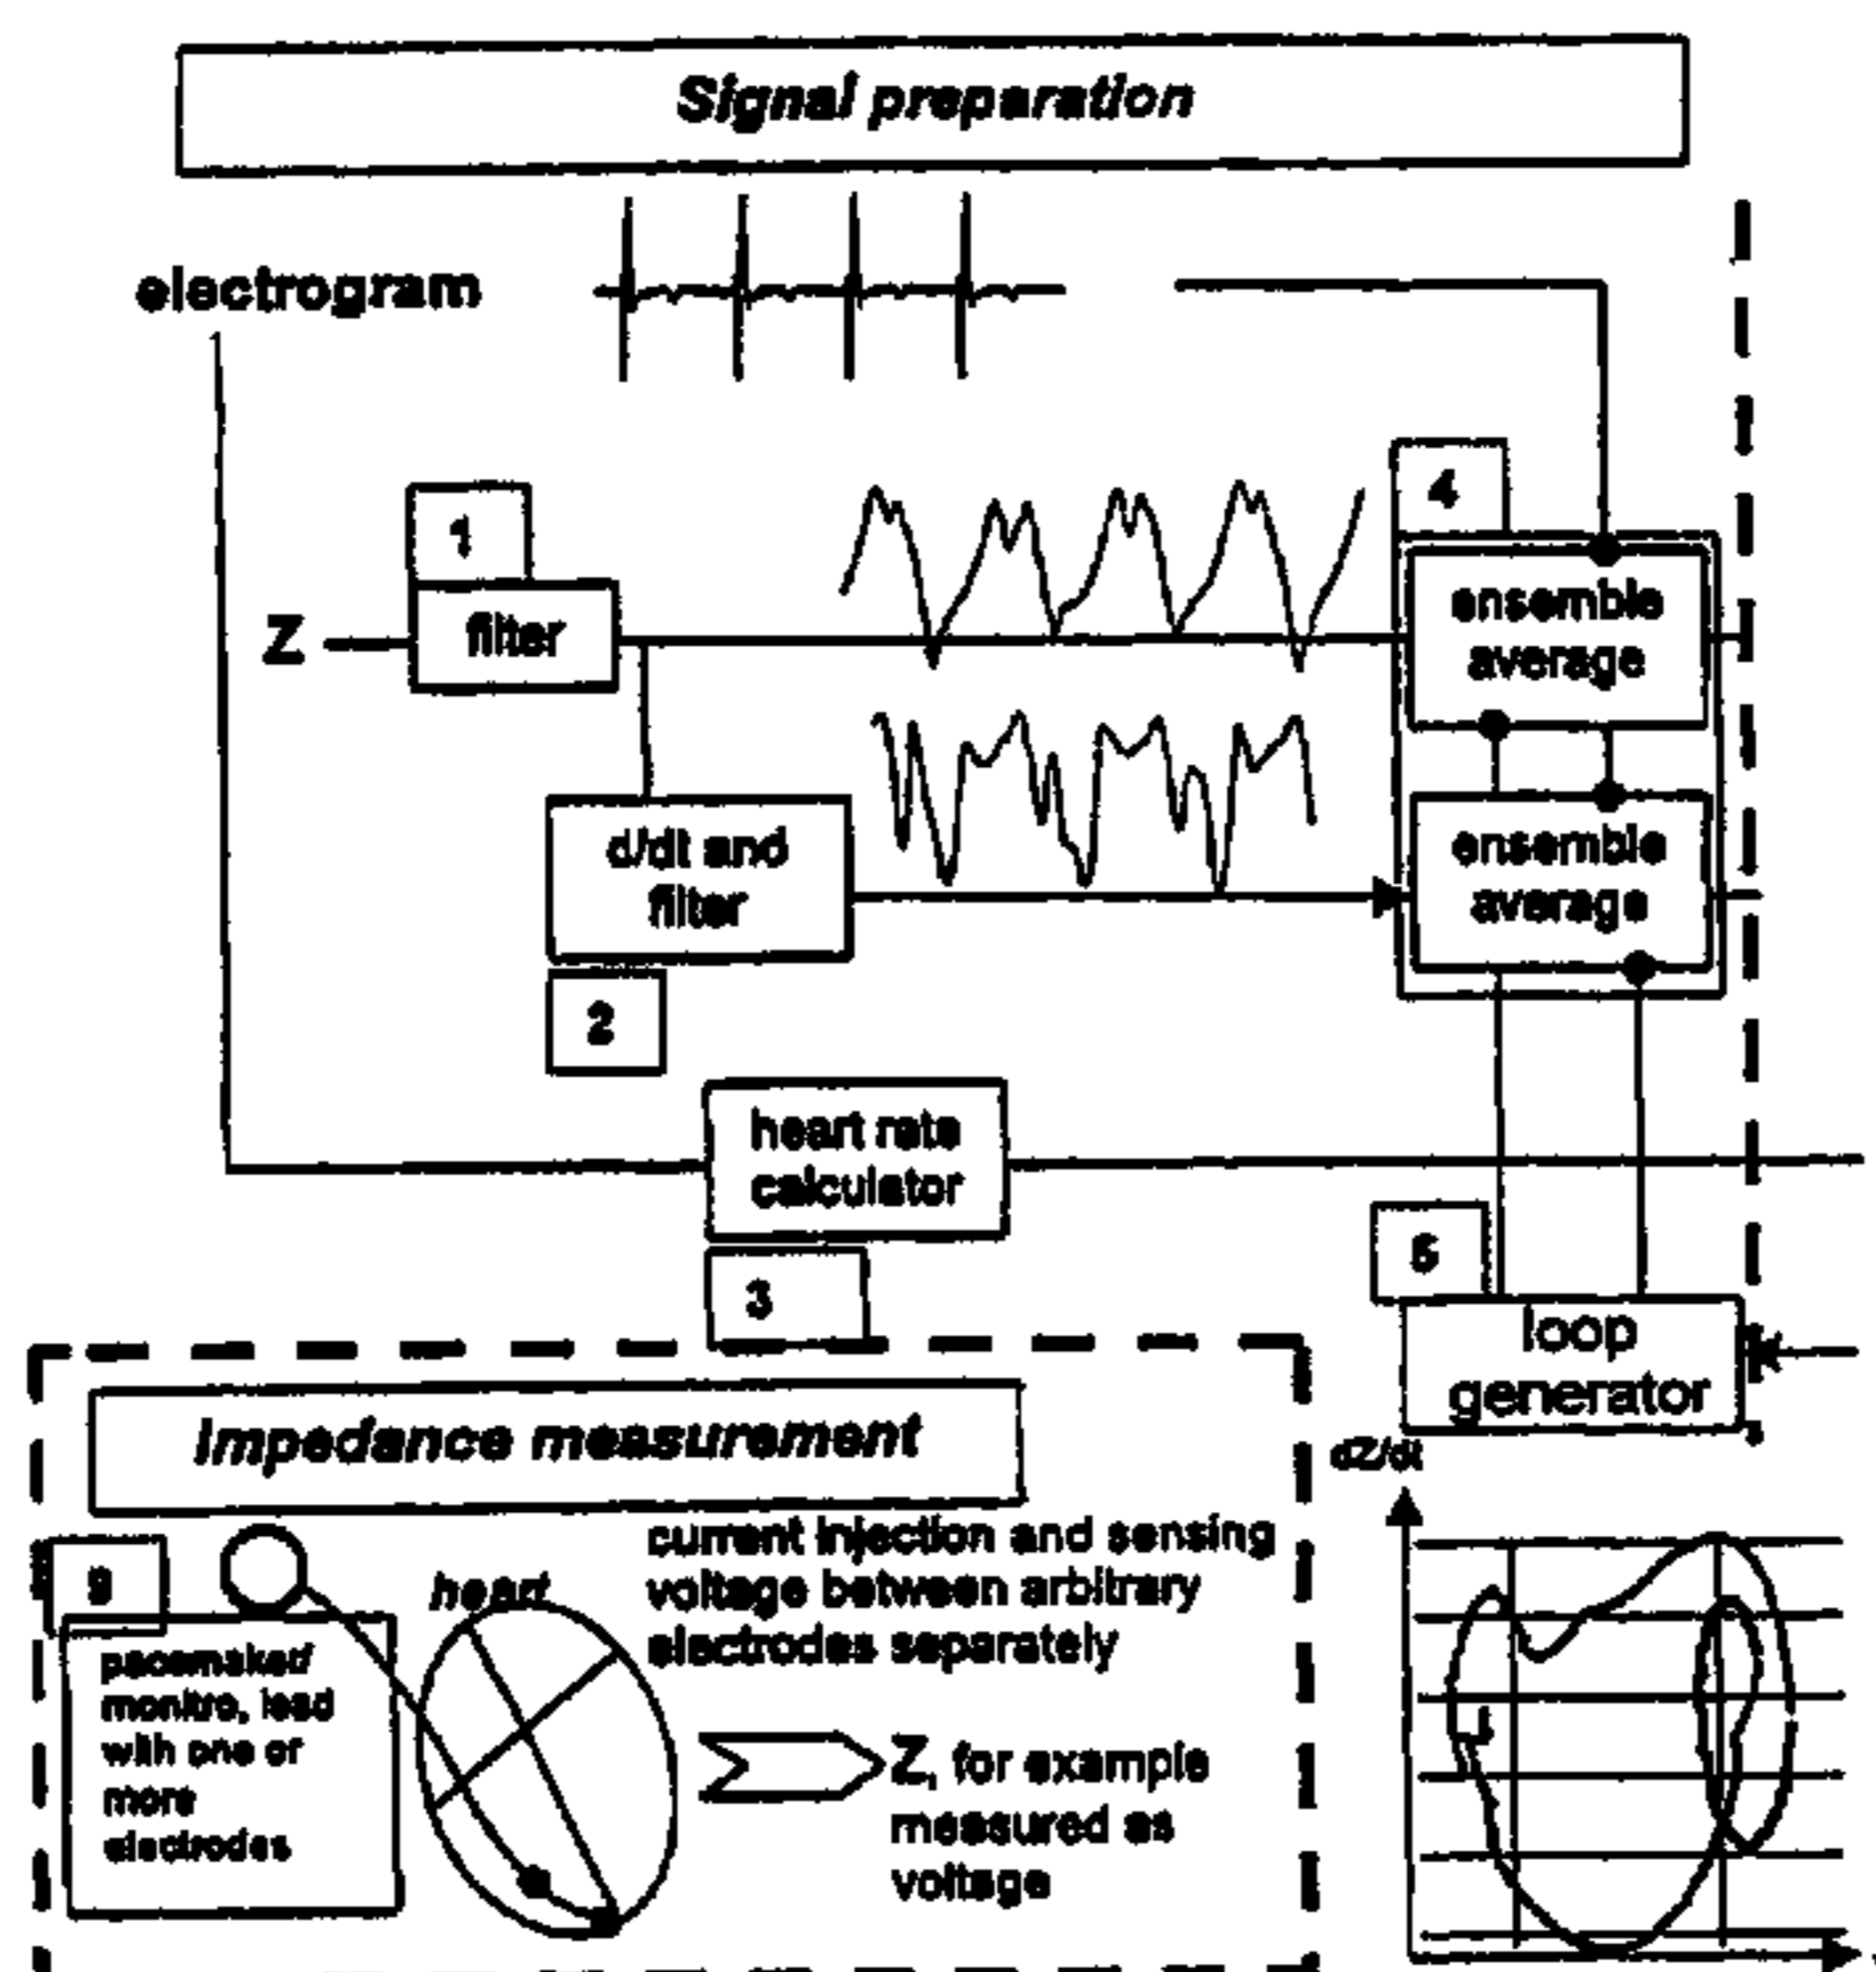 Signal preparation
electrogram
4
1
Z
filter
ensemble
average
d/dt and
filter
ensemble
average
2
heart rate
calculator
3
5
loop
generator
Impedance measurement
dZ/dt
9
heart
current injection and sensing
voltage between arbitrary
electrodes separately
pacemaker/
monitro, lead
with one or
more
electrodes
Z, for example
measured as
voltage